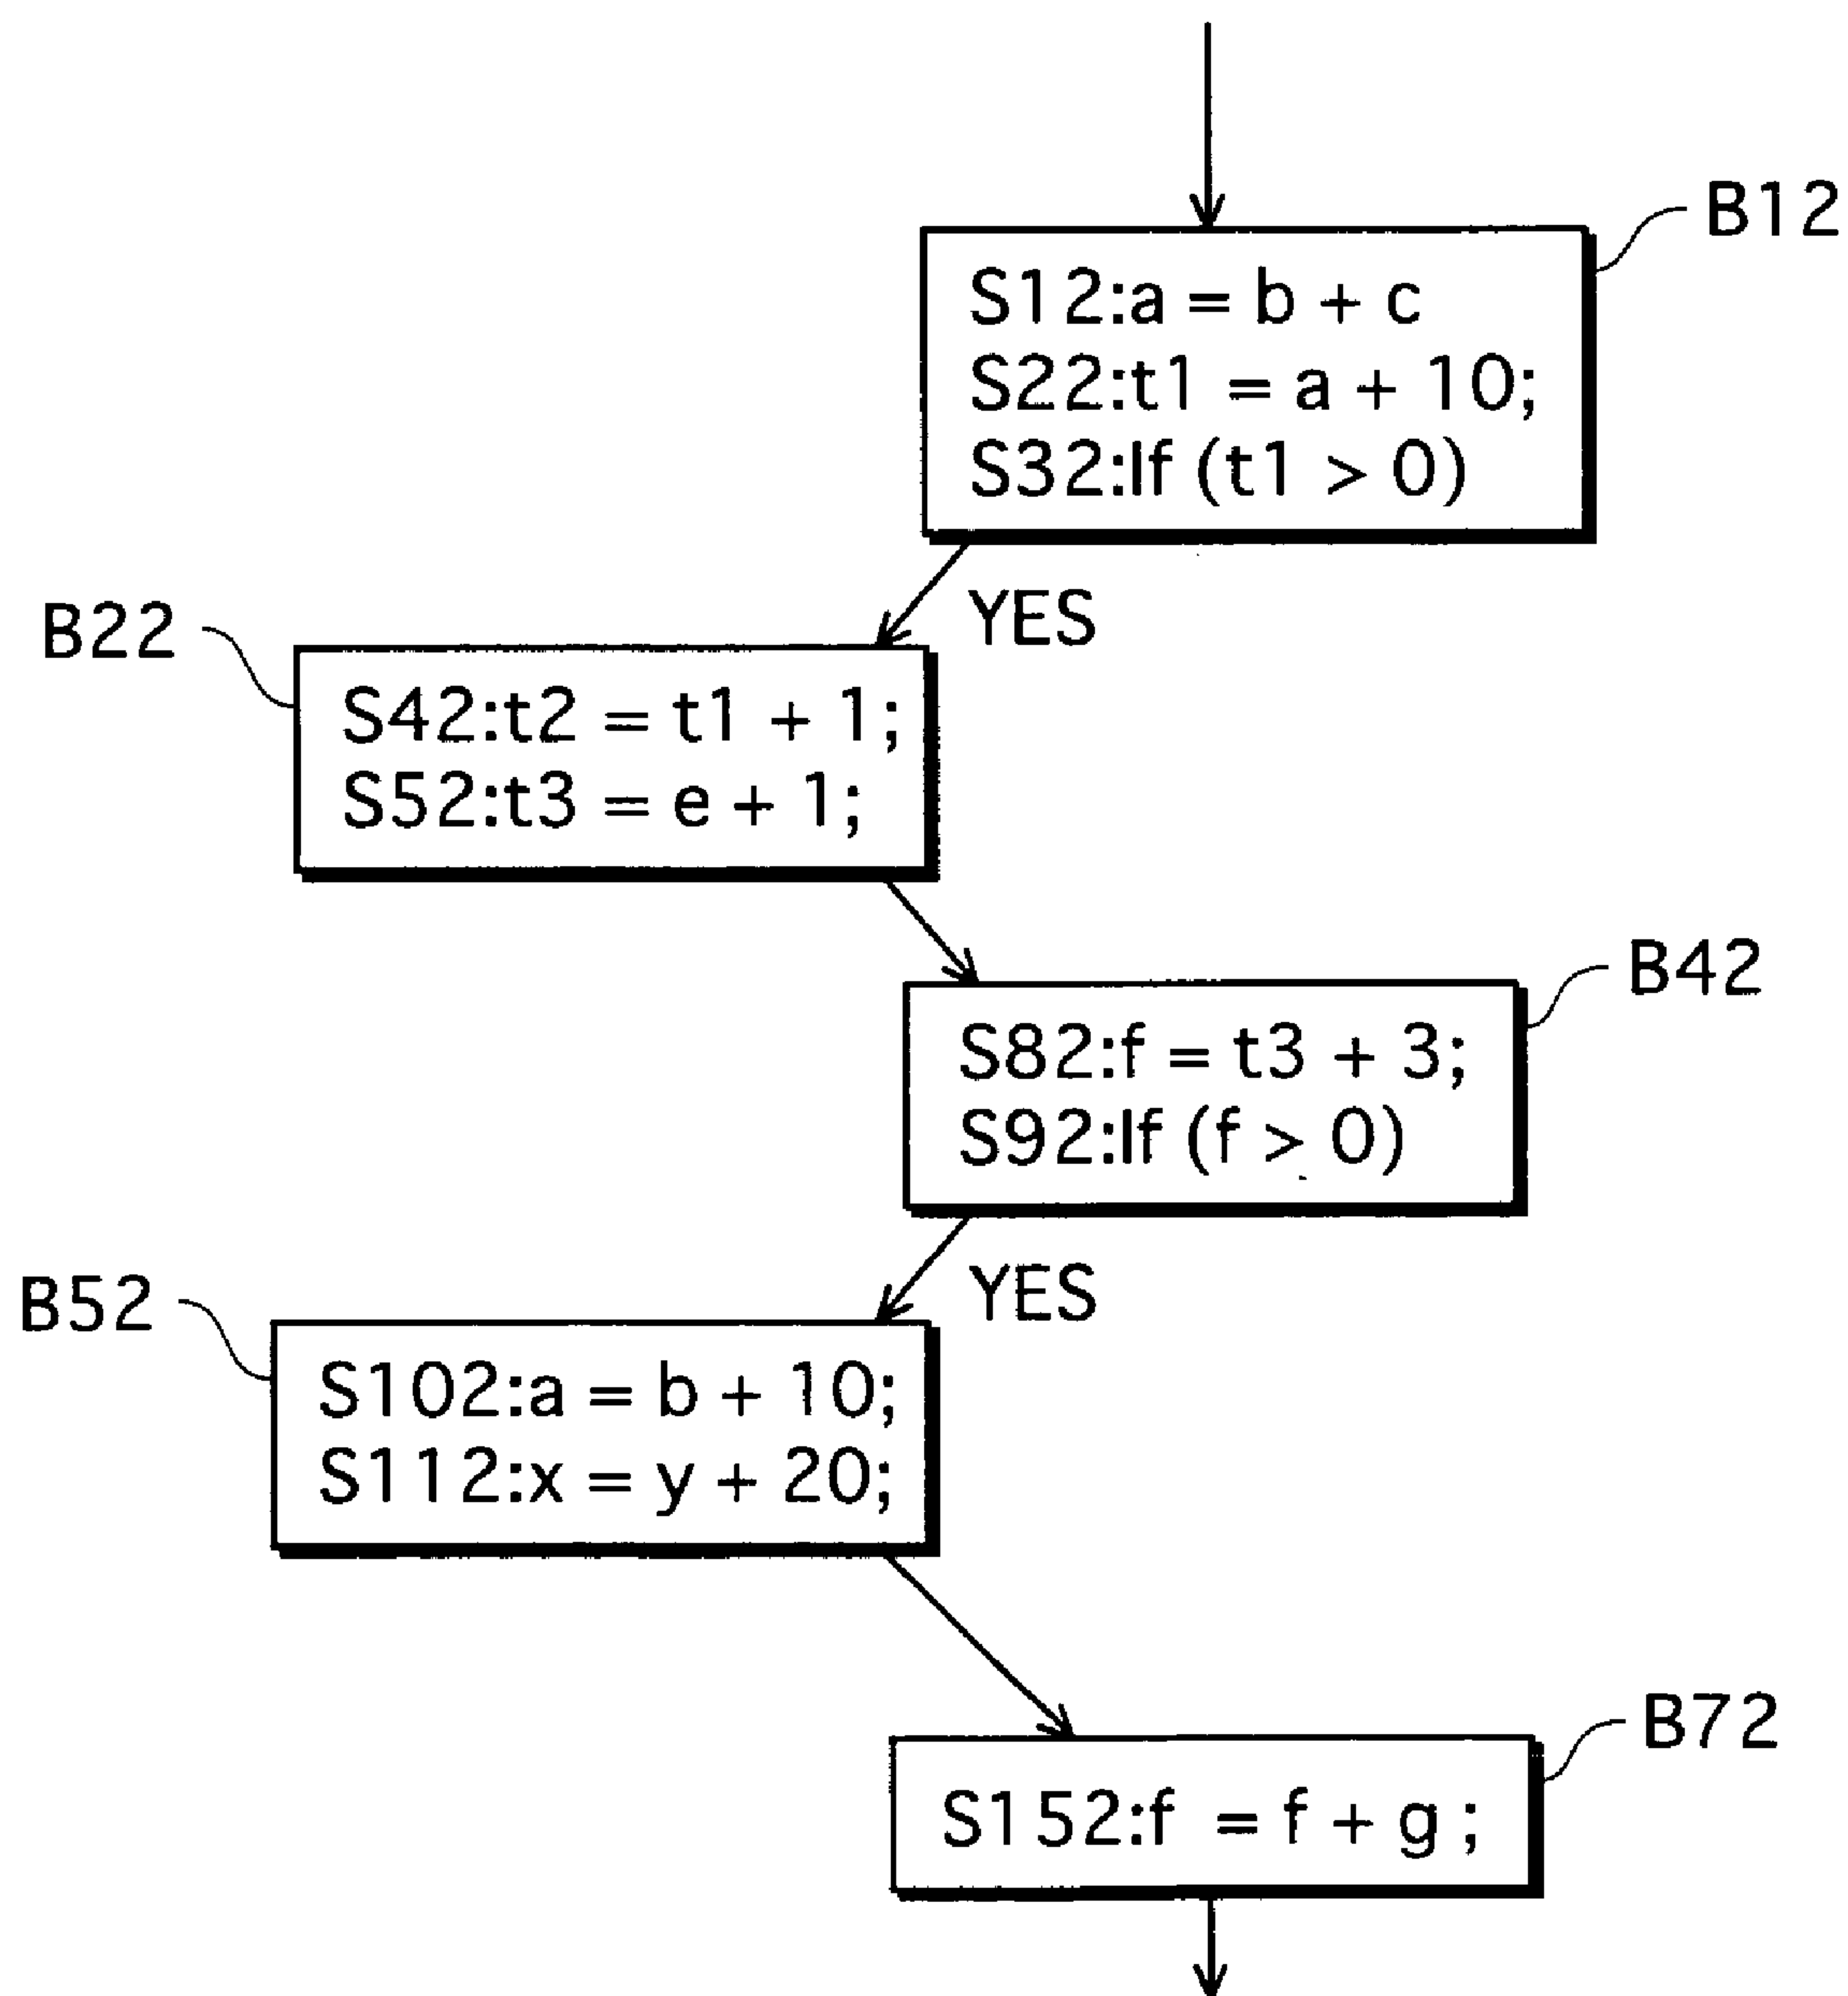 B12
S12:a = b + c
S22:t1 = a + 10;
S32:If (t1 > 0)
YES
B22
S42:t2 = t1 + 1;
S52:t3 = e + 1;
B42
S82:f = t3 + 3;
S92:If (f > 0)
YES
B52
S102:a = b + 10;
S112:x = y + 20;
B72
S152:f = f + g ;